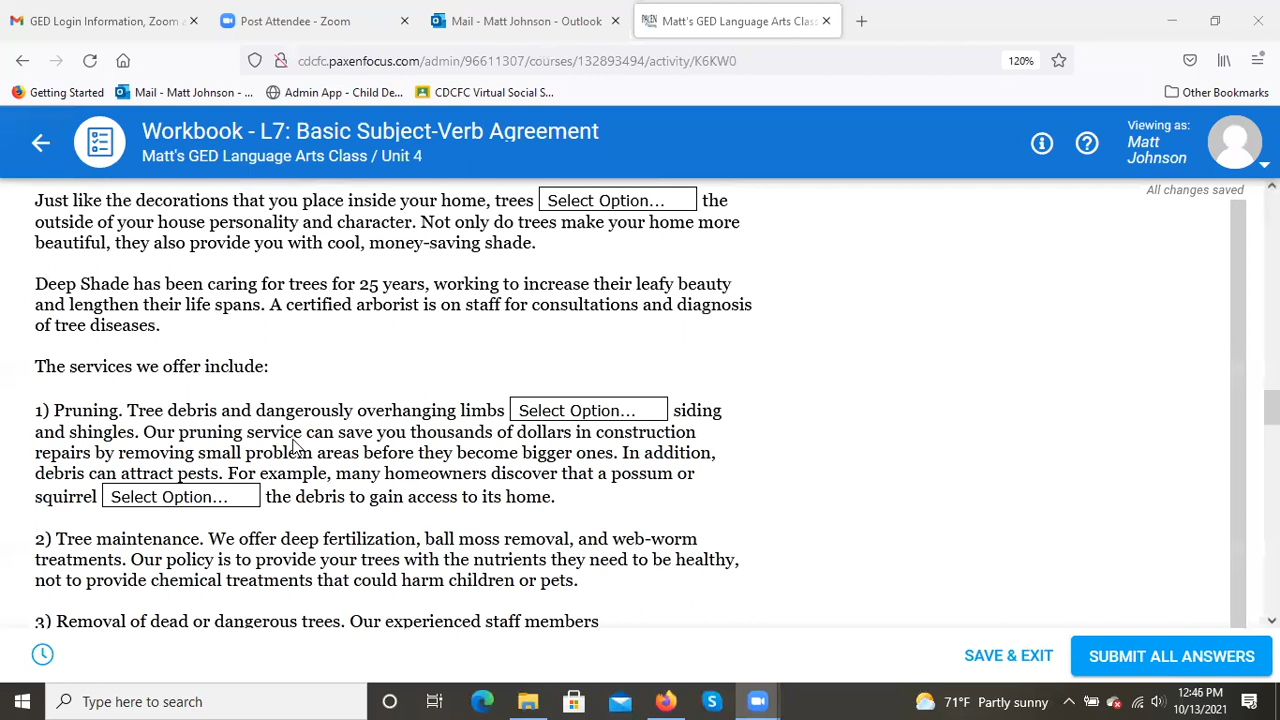 GED Login Information, Zoom a
Post Attendee - Zoom
Mail - Matt Johnson - Outlook
PAXEN
Matt's GED Language Arts Class
cdcfc.paxenfocus.com/admin/96611307/courses/132893494/activity/K6KW0
120%
Getting Started
Mail - Matt Johnson - ...
Admin App - Child De...
CDCFC Virtual Social S...
Other Bookmarks
Workbook - L7: Basic Subject-Verb Agreement
Matt's GED Language Arts Class / Unit 4
Viewing as:
Matt
Johnson
All changes saved
Just like the decorations that you place inside your home, trees Select Option... the
outside of your house personality and character. Not only do trees make your home more
beautiful, they also provide you with cool, money-saving shade.
Deep Shade has been caring for trees for 25 years, working to increase their leafy beauty
and lengthen their life spans. A certified arborist is on staff for consultations and diagnosis
of tree diseases.
The services we offer include:
1) Pruning. Tree debris and dangerously overhanging limbs Select Option... siding
and shingles. Our pruning service can save you thousands of dollars in construction
repairs by removing small problem areas before they become bigger ones. In addition,
debris can attract pests. For example, many homeowners discover that a possum or
squirrel Select Option... the debris to gain access to its home.
2) Tree maintenance. We offer deep fertilization, ball moss removal, and web-worm
treatments. Our policy is to provide your trees with the nutrients they need to be healthy,
not to provide chemical treatments that could harm children or pets.
3) Removal of dead or dangerous trees. Our experienced staff members
SAVE & EXIT
SUBMIT ALL ANSWERS
Type here to search
71°F Partly sunny
12:46 PM
10/13/2021